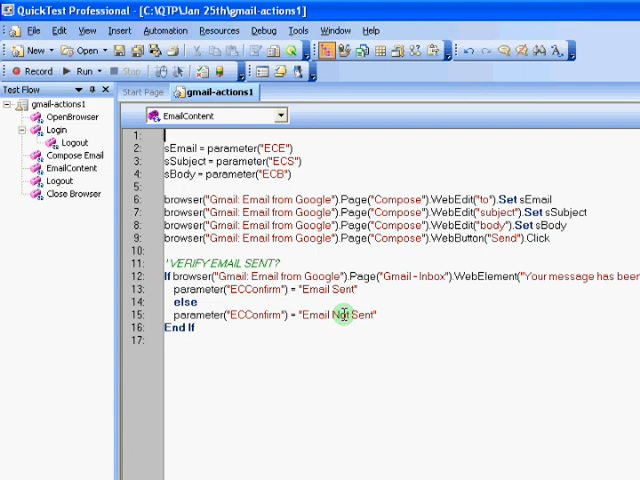 QuickTest Professional - [C:\QTP\Jan 25th\gmail-actions1]
File Edit View Insert Automation Resources Debug Tools Window Help
New Open
Record Run Stop
Test Flow
Start Page gmail-actions1
gmail-actions1
OpenBrowser
Login
Logout
Compose Email
EmailContent
Logout
Close Browser
EmailContent
1:
2: sEmail = parameter("ECE")
3: sSubject = parameter("ECS")
4: sBody = parameter("ECB")
5:
6: browser("Gmail: Email from Google").Page("Compose").WebEdit("to").Set sEmail
7: browser("Gmail: Email from Google").Page("Compose").WebEdit("subject").Set sSubject
8: browser("Gmail: Email from Google").Page("Compose").WebEdit("body").Set sBody
9: browser("Gmail: Email from Google").Page("Compose").WebButton("Send").Click
10:
11: ' VERIFY EMAIL SENT?
12: If browser("Gmail: Email from Google").Page("Gmail - Inbox").WebElement("Your message has been
13: parameter("ECConfirm") = "Email Sent"
14: else
15: parameter("ECConfirm") = "Email Not Sent"
16: End If
17: